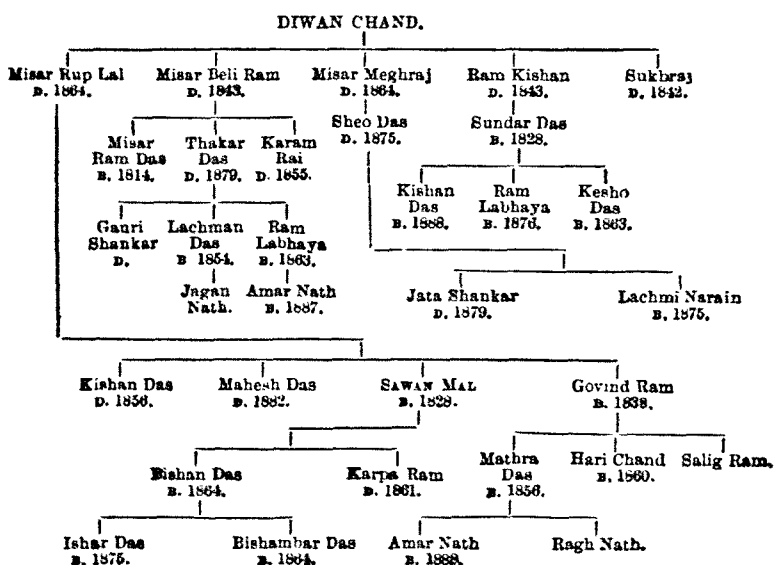 DIWAN CHAND.
Misar Rup Lal Misar Beli Ram Misar Meghraj Ram Kishan Sukhraj
D. 1864. D. 1843. D. 1864. D. 1843. D. 1842.
Sheo Das Sundar Das
D. 1875. B. 1828.
Misar Thakar Karam
Ram Das Das Rai
B. 1814. D. 1879. D. 1855.
Kishan Ram Kesho
Das Labhaya Das
B. 1888. B. 1876. B. 1863.
Gauri Lachman Ram
Shankar Das Labhaya
D. B 1854. B. 1863.
Jagan Amar Nath
Nath. B. 1887.
Jata Shankar Lachmi Narain
D. 1879. B. 1875.
Kishan Das Mahesh Das SAWAN MAL Govind Ram
D. 1856. D. 1882. B. 1828. B. 1838.
Bishan Das Karpa Ram Mathra Das Hari Chand Salig Ram.
B. 1864. D. 1861. B. 1856. B. 1860.
Ishar Das Bishambar Das Amar Nath Ragh Nath.
B. 1875. B. 1864. B. 1888.